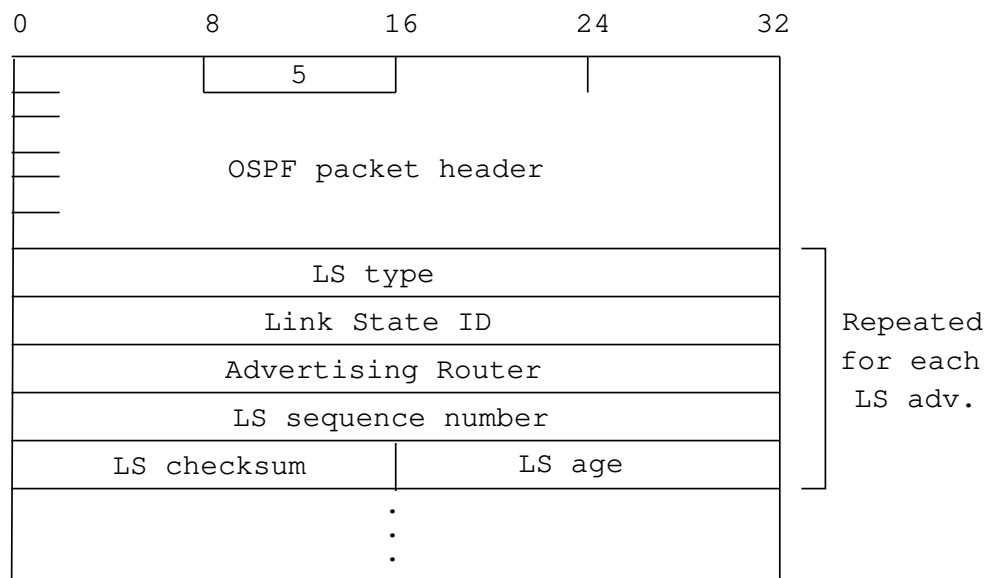 0 8 16 24 32
5
OSPF packet header
LS type
Link State ID
Advertising Router
LS sequence number
LS checksum LS age
Repeated
for each
LS adv.